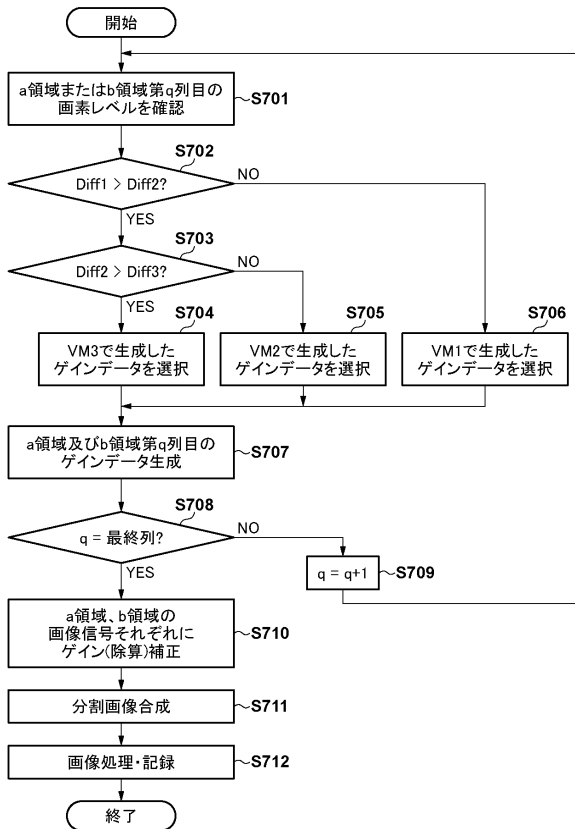 開始
a領域またはb領域第q列目の
画素レベルを確認
S701
S702
Diff1 > Diff2?
NO
YES
S703
Diff2 > Diff3?
NO
YES
S704
VM3で生成した
ゲインデータを選択
S705
VM2で生成した
ゲインデータを選択
S706
VM1で生成した
ゲインデータを選択
a領域及びb領域第q列目の
ゲインデータ生成
S707
S708
q = 最終列?
NO
YES
q = q+1
S709
a領域、b領域の
画像信号それぞれに
ゲイン(除算)補正
S710
分割画像合成
S711
画像処理・記録
S712
終了